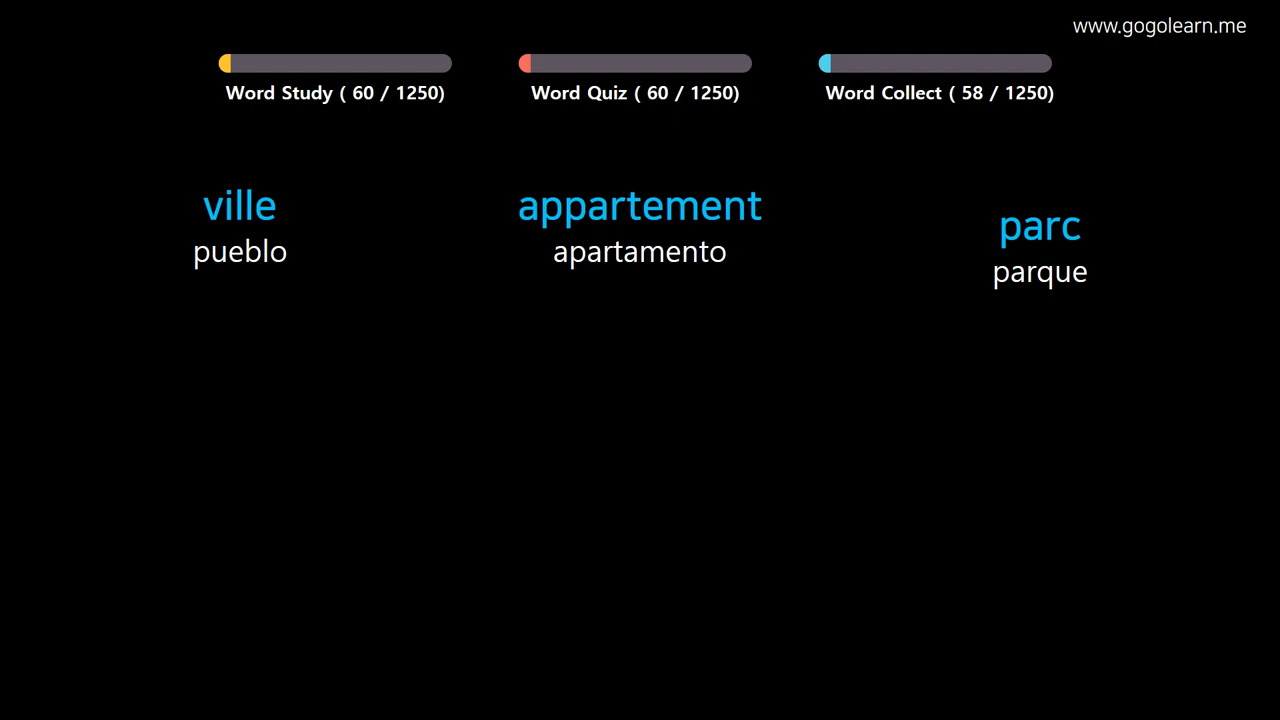 www.gogolearn.me
Word Study ( 60 / 1250)
Word Quiz ( 60 / 1250)
Word Collect ( 58 / 1250)
ville
pueblo
appartement
apartamento
parc
parque